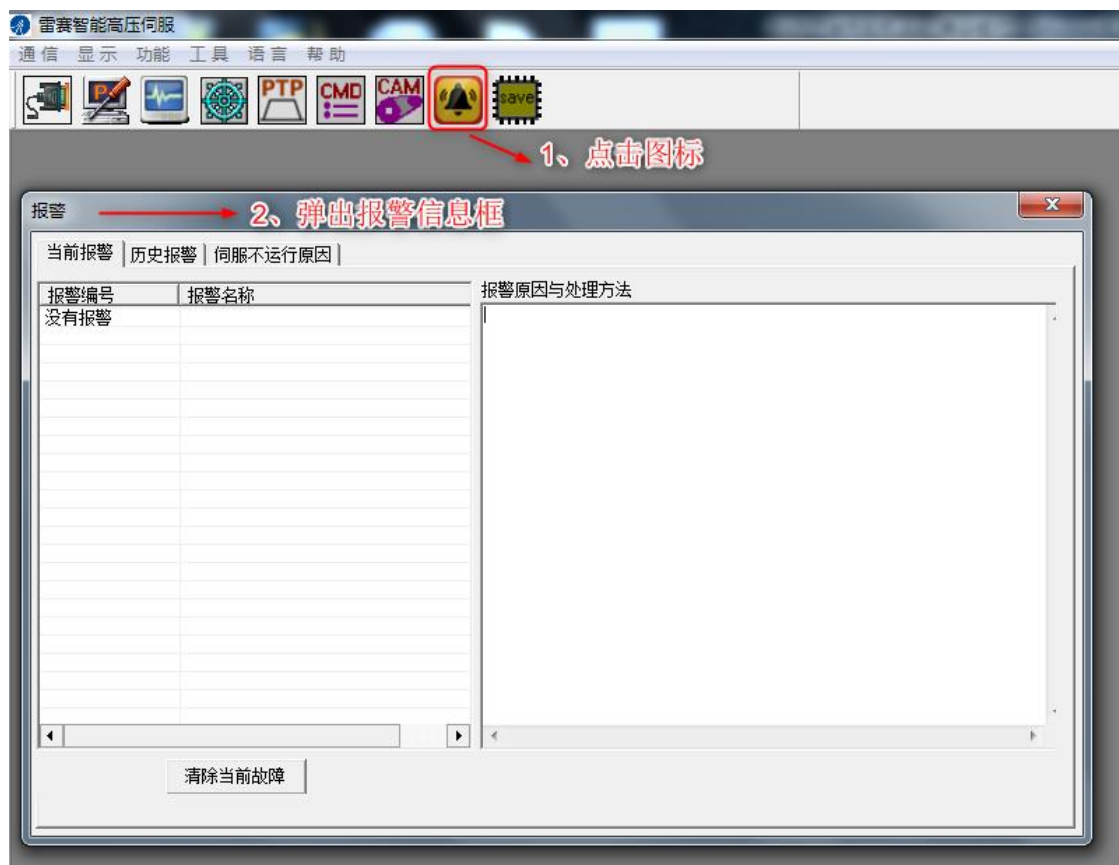 雷赛智能高压伺服
通信 显示 功能 工具 语言 帮助
P PTP CMD CAM save
1、点击图标
报警
2、弹出报警信息框
x
当前报警 历史报警 伺服不运行原因
报警编号 报警名称 报警原因与处理方法
没有报警
清除当前故障